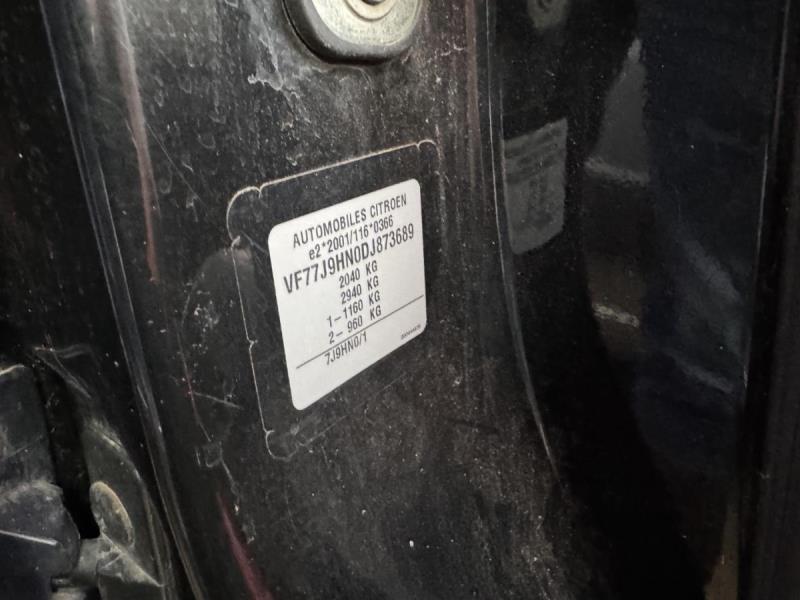 AUTOMOBILES CITROEN
e2*2001/116*0366
VF77J9HN0DJ873689
2040 KG
2940 KG
1-1160 KG
2- 960 KG
7J9HN0/1